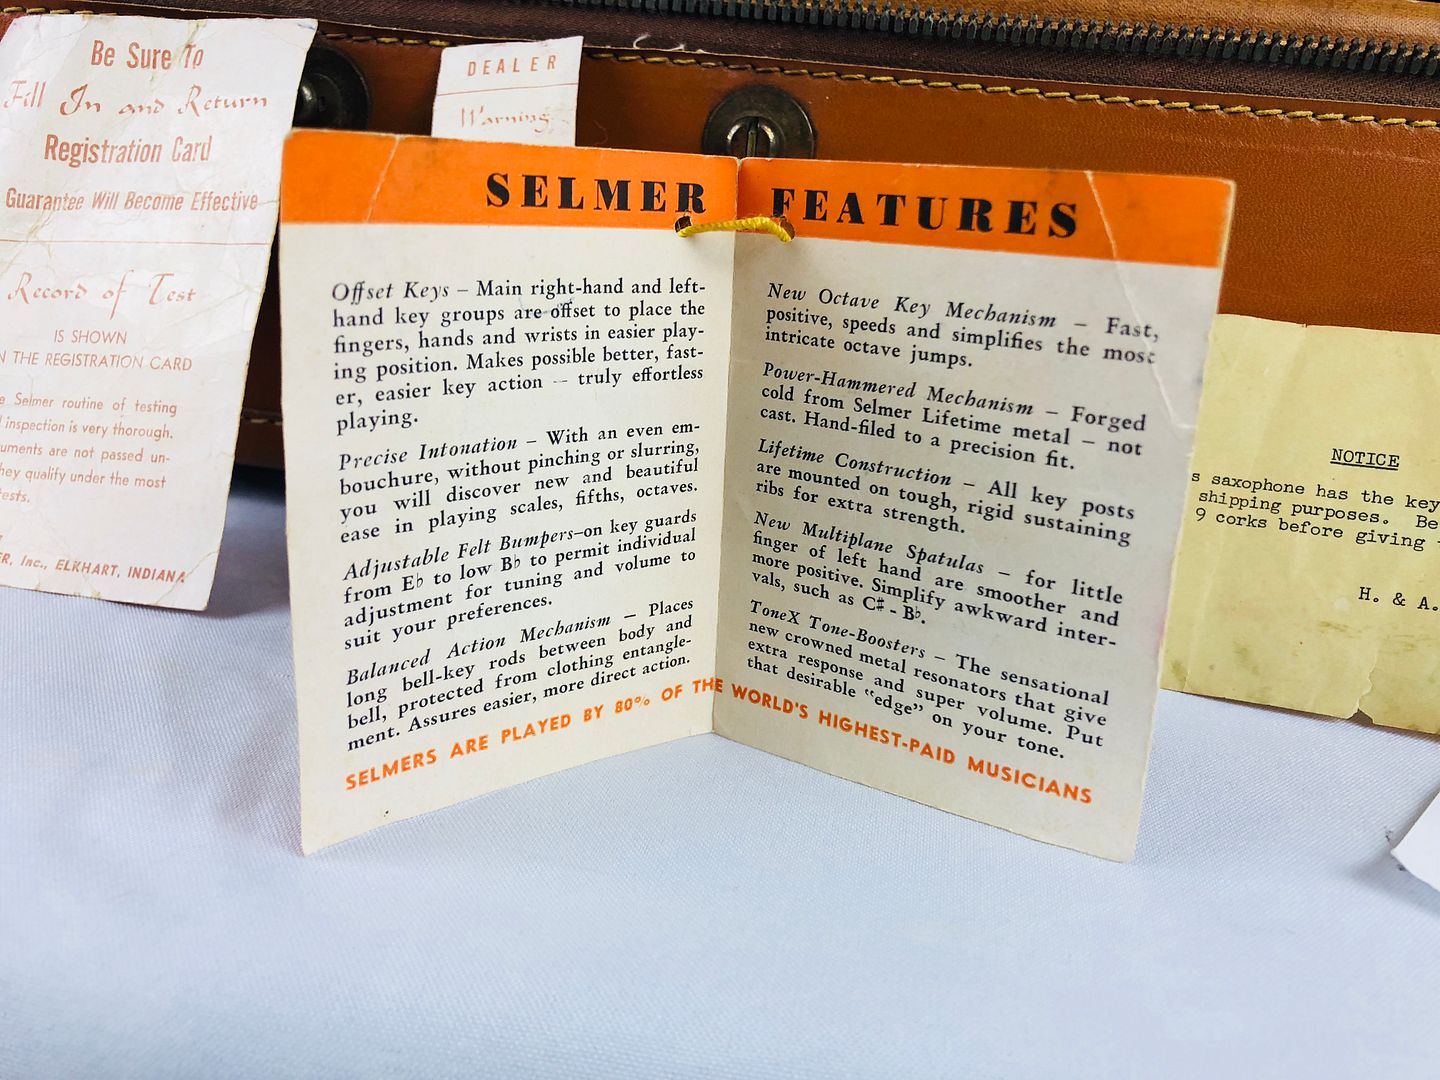 Be Sure To
Fill In and Return
Registration Card
Guarantee Will Become Effective
Record of Test
IS SHOWN
THE REGISTRATION CARD
Selmer routine of testing
inspection is very thorough.
are not passed un-
they qualify under the most
tests.
Inc., ELKHART, INDIANA
DEALER
Warning
SELMER FEATURES
Offset Keys – Main right-hand and left-
hand key groups are offset to place the
fingers, hands and wrists in easier play-
ing position. Makes possible better, fast-
er, easier key action – truly effortless
playing.
Precise Intonation – With an even em-
bouchure, without pinching or slurring,
you will discover new and beautiful
ease in playing scales, fifths, octaves.
Adjustable Felt Bumpers–on key guards
from E♭ to low B♭ to permit individual
adjustment for tuning and volume to
suit your preferences.
Balanced Action Mechanism – Places
long bell-key rods between body and
bell, protected from clothing entangle-
ment. Assures easier, more direct action.
New Octave Key Mechanism – Fast,
positive, speeds and simplifies the most
intricate octave jumps.
Power-Hammered Mechanism – Forged
cold from Selmer Lifetime metal – not
cast. Hand-filed to a precision fit.
Lifetime Construction – All key posts
are mounted on tough, rigid sustaining
ribs for extra strength.
New Multiplane Spatulas – for little
finger of left hand are smoother and
more positive. Simplify awkward inter-
vals, such as C♯ - B♭.
ToneX Tone-Boosters – The sensational
new crowned metal resonators that give
extra response and super volume. Put
that desirable “edge” on your tone.
SELMERS ARE PLAYED BY 80% OF THE WORLD'S HIGHEST-PAID MUSICIANS
NOTICE
saxophone has the key
shipping purposes. Be
9 corks before giving
H. & A.